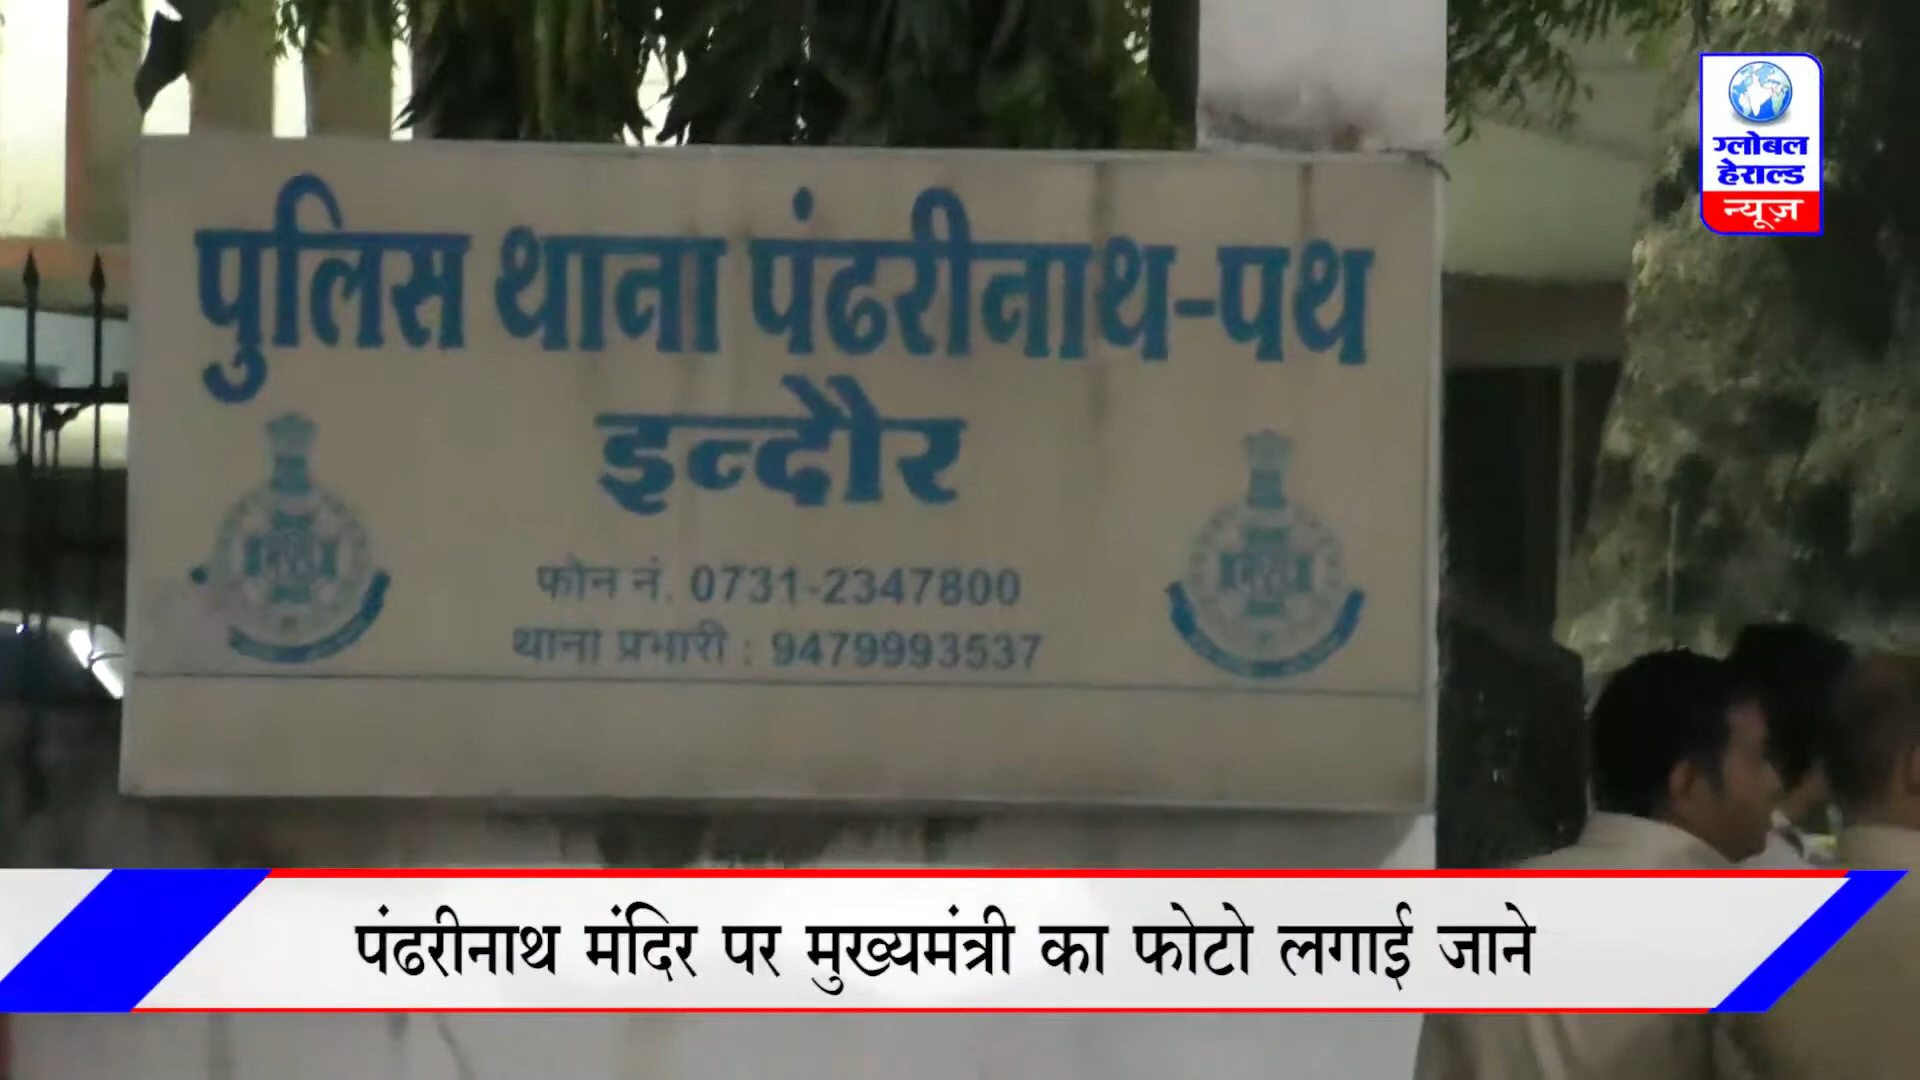 ग्लोबल
हेराल्ड
न्यूज़
पुलिस थाना पंढरीनाथ-पथ
इन्दौर
फोन नं. 0731-2347800
थाना प्रभारी : 9479993537
पंढरीनाथ मंदिर पर मुख्यमंत्री का फोटो लगाई जाने